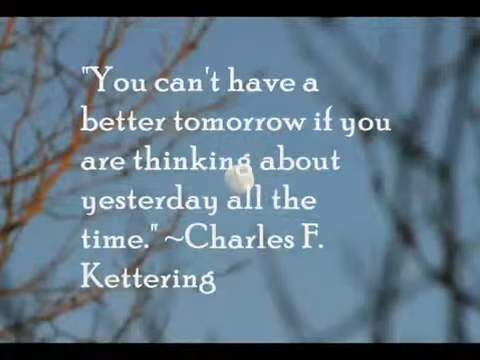 "You can't have a
better tomorrow if you
are thinking about
yesterday all the
time." ~Charles F.
Kettering